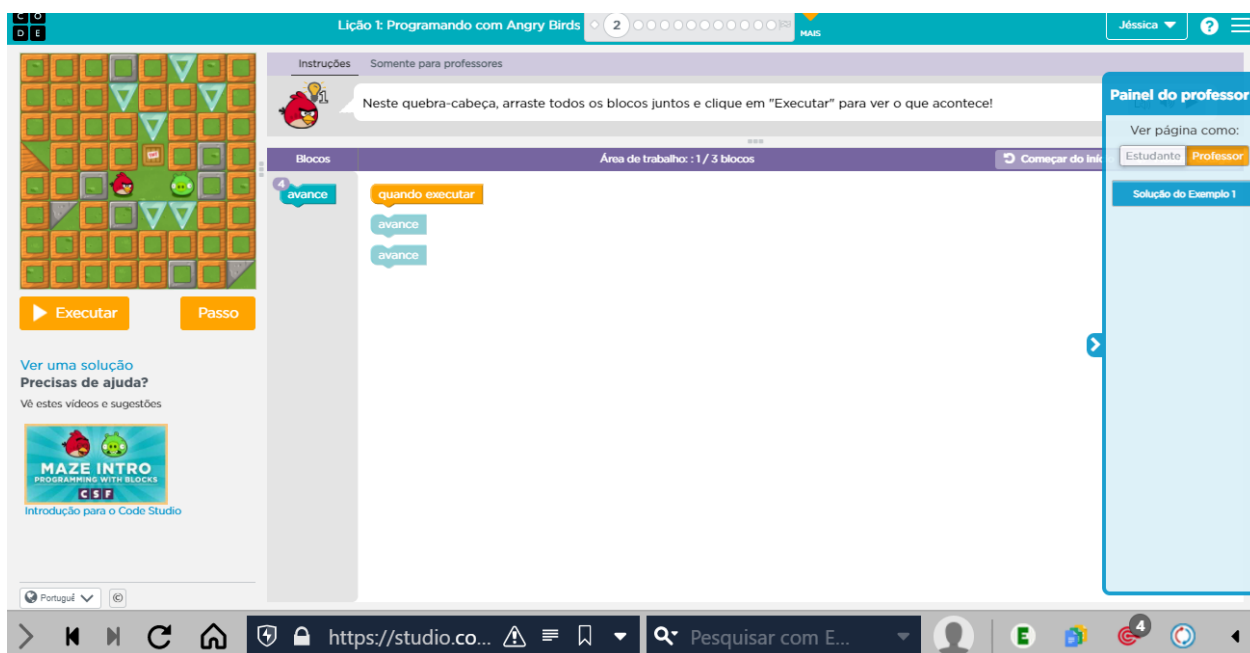 C O
D E
Lição 1: Programando com Angry Birds
2
MAIS
Jéssica
?
Instruções
Somente para professores
1
Neste quebra-cabeça, arraste todos os blocos juntos e clique em "Executar" para ver o que acontece!
Painel do professor
Ver página como:
Estudante
Professor
Solução do Exemplo 1
Blocos
Área de trabalho: : 1 / 3 blocos
Começar do iníc
4
avance
quando executar
avance
avance
Executar
Passo
Ver uma solução
Precisas de ajuda?
Vê estes vídeos e sugestões
MAZE INTRO
PROGRAMMING WITH BLOCKS
CSF
Introdução para o Code Studio
Portuguê
©
https://studio.co...
Pesquisar com E...
E
4